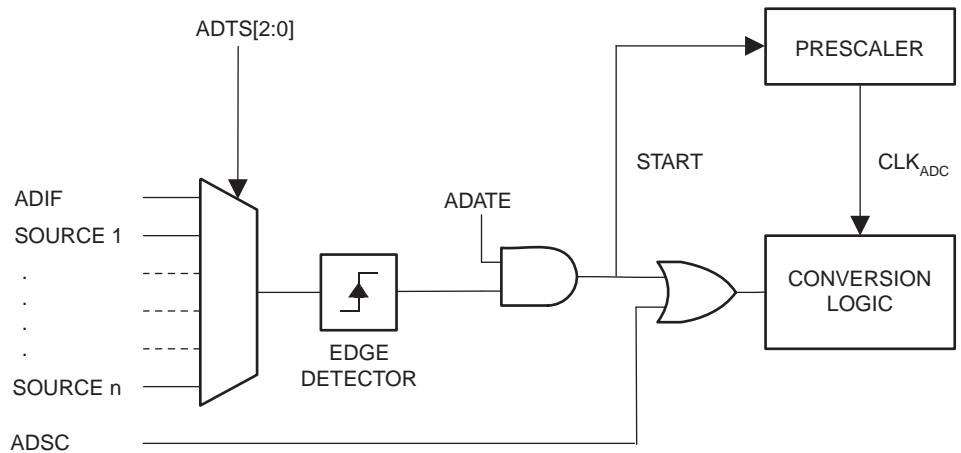 ADTS[2:0]
PRESCALER
START
CLKADC
ADIF
ADATE
SOURCE 1
.
.
.
.
CONVERSION
LOGIC
EDGE
DETECTOR
SOURCE n
ADSC